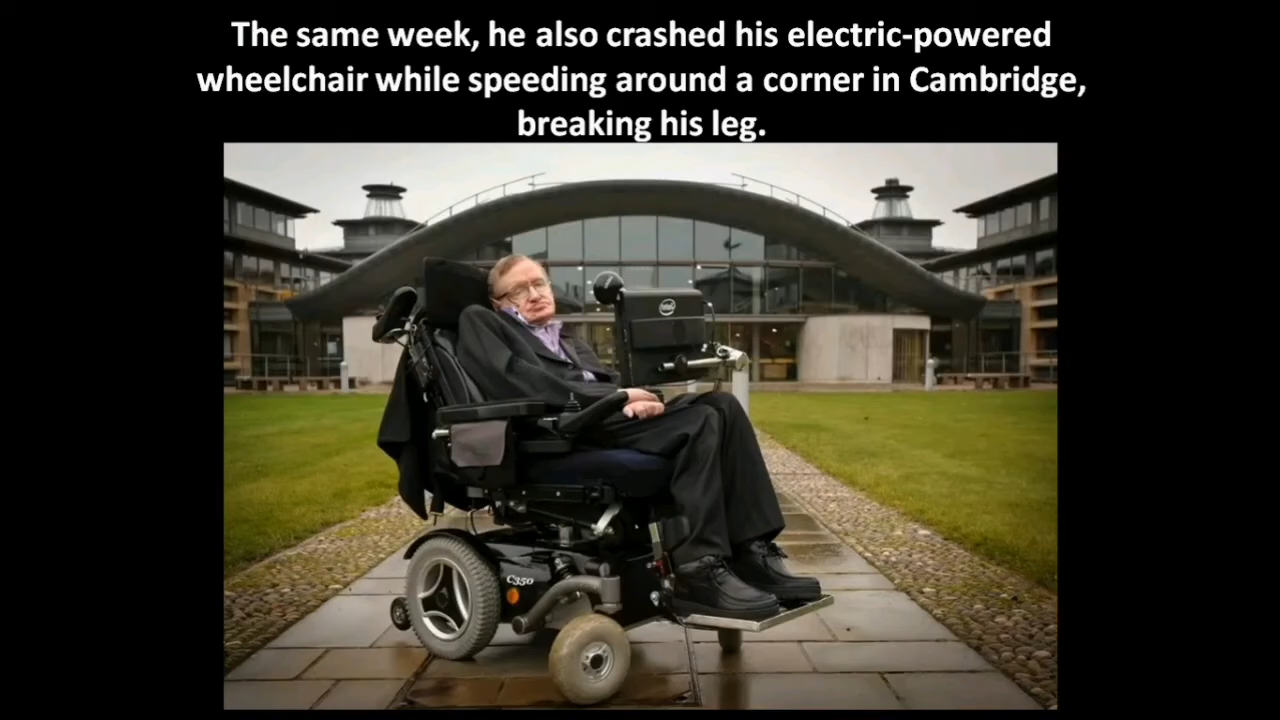 The same week, he also crashed his electric-powered
wheelchair while speeding around a corner in Cambridge,
breaking his leg.
C350